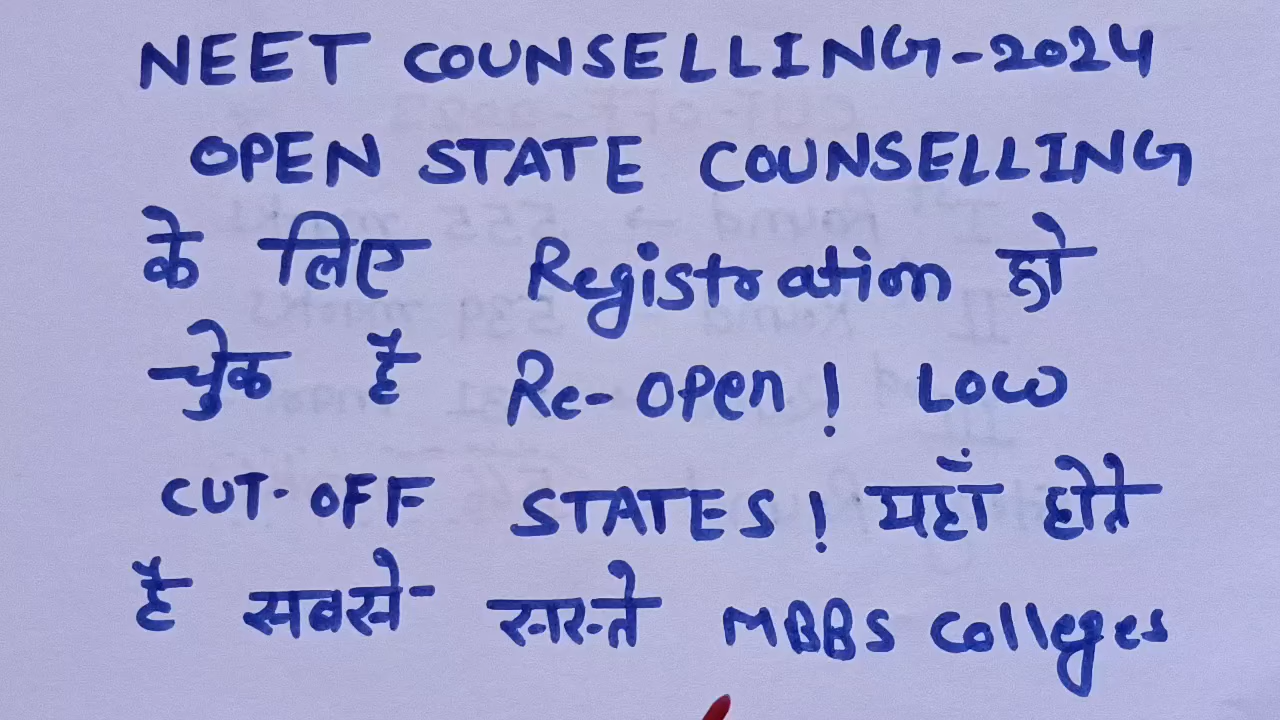 NEET COUNSELLING-2024
OPEN STATE COUNSELLING
के लिए Registration हो
चुके है Re-open! Low
CUT-OFF STATES! यहाँ होते
है सबसे सस्ते MBBS Colleges